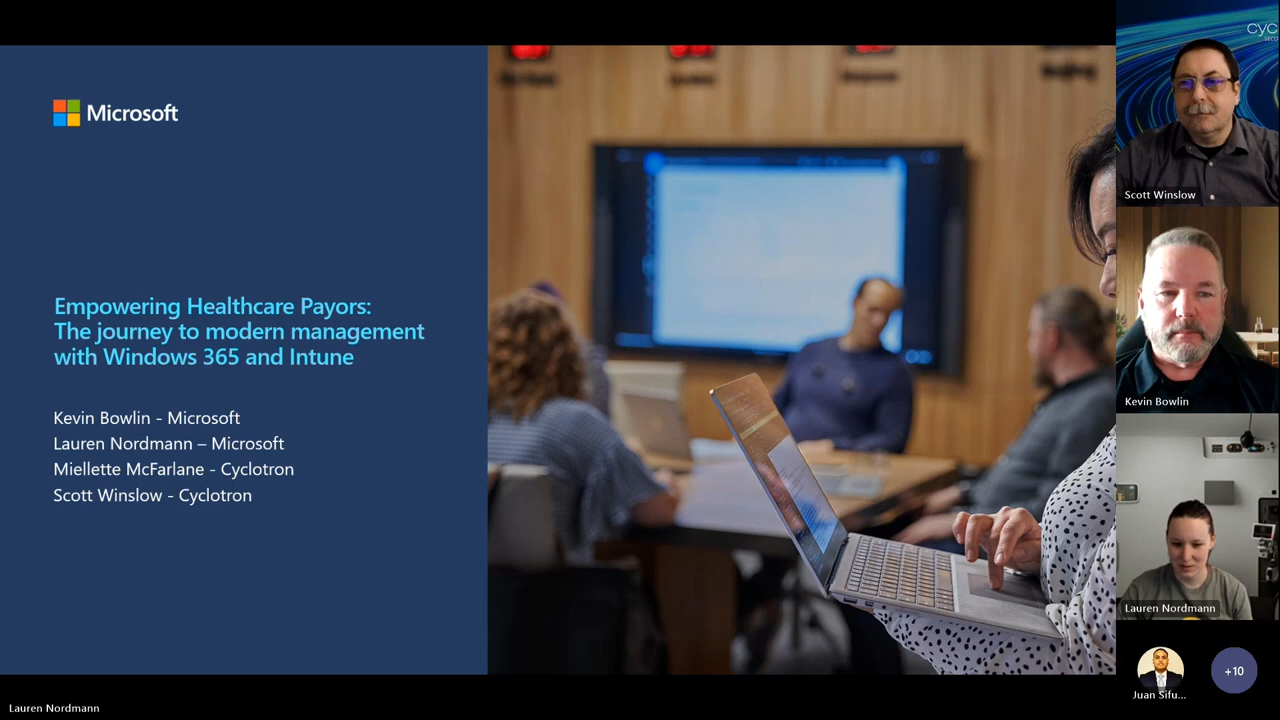 Microsoft
Empowering Healthcare Payors:
The journey to modern management
with Windows 365 and Intune
Kevin Bowlin - Microsoft
Lauren Nordmann – Microsoft
Miellette McFarlane - Cyclotron
Scott Winslow - Cyclotron
CYC
Scott Winslow
Kevin Bowlin
Lauren Nordmann
Juan Sifu...
+10
Lauren Nordmann